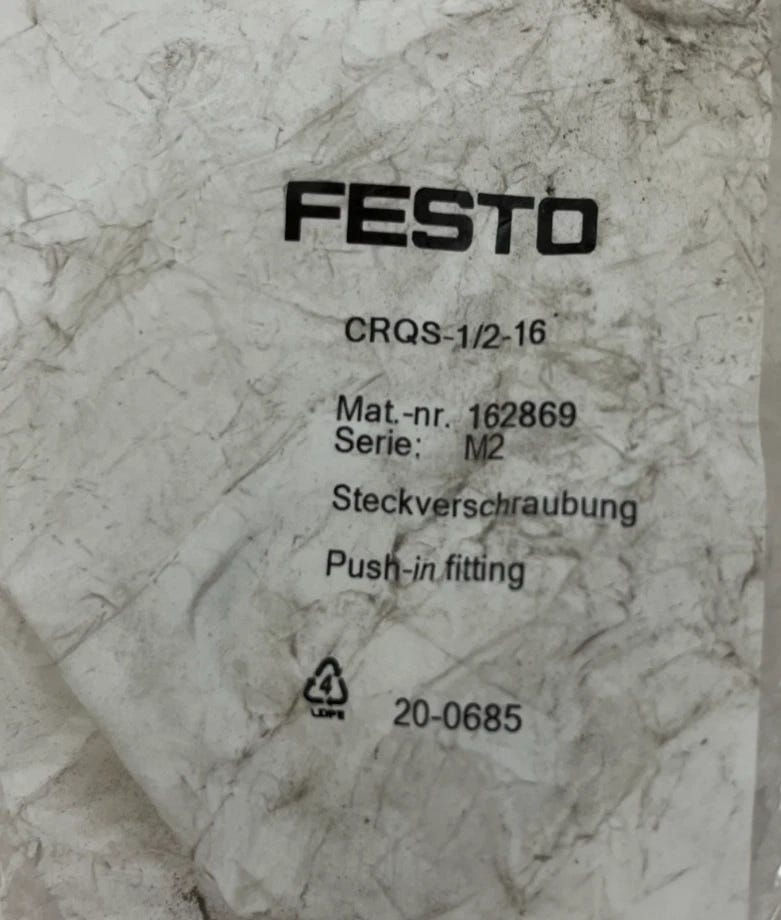 FESTO
CRQS-1/2-16
Mat.-nr. 162869
Serie: M2
Steckverschraubung
Push-in fitting
4
LDPE
20-0685